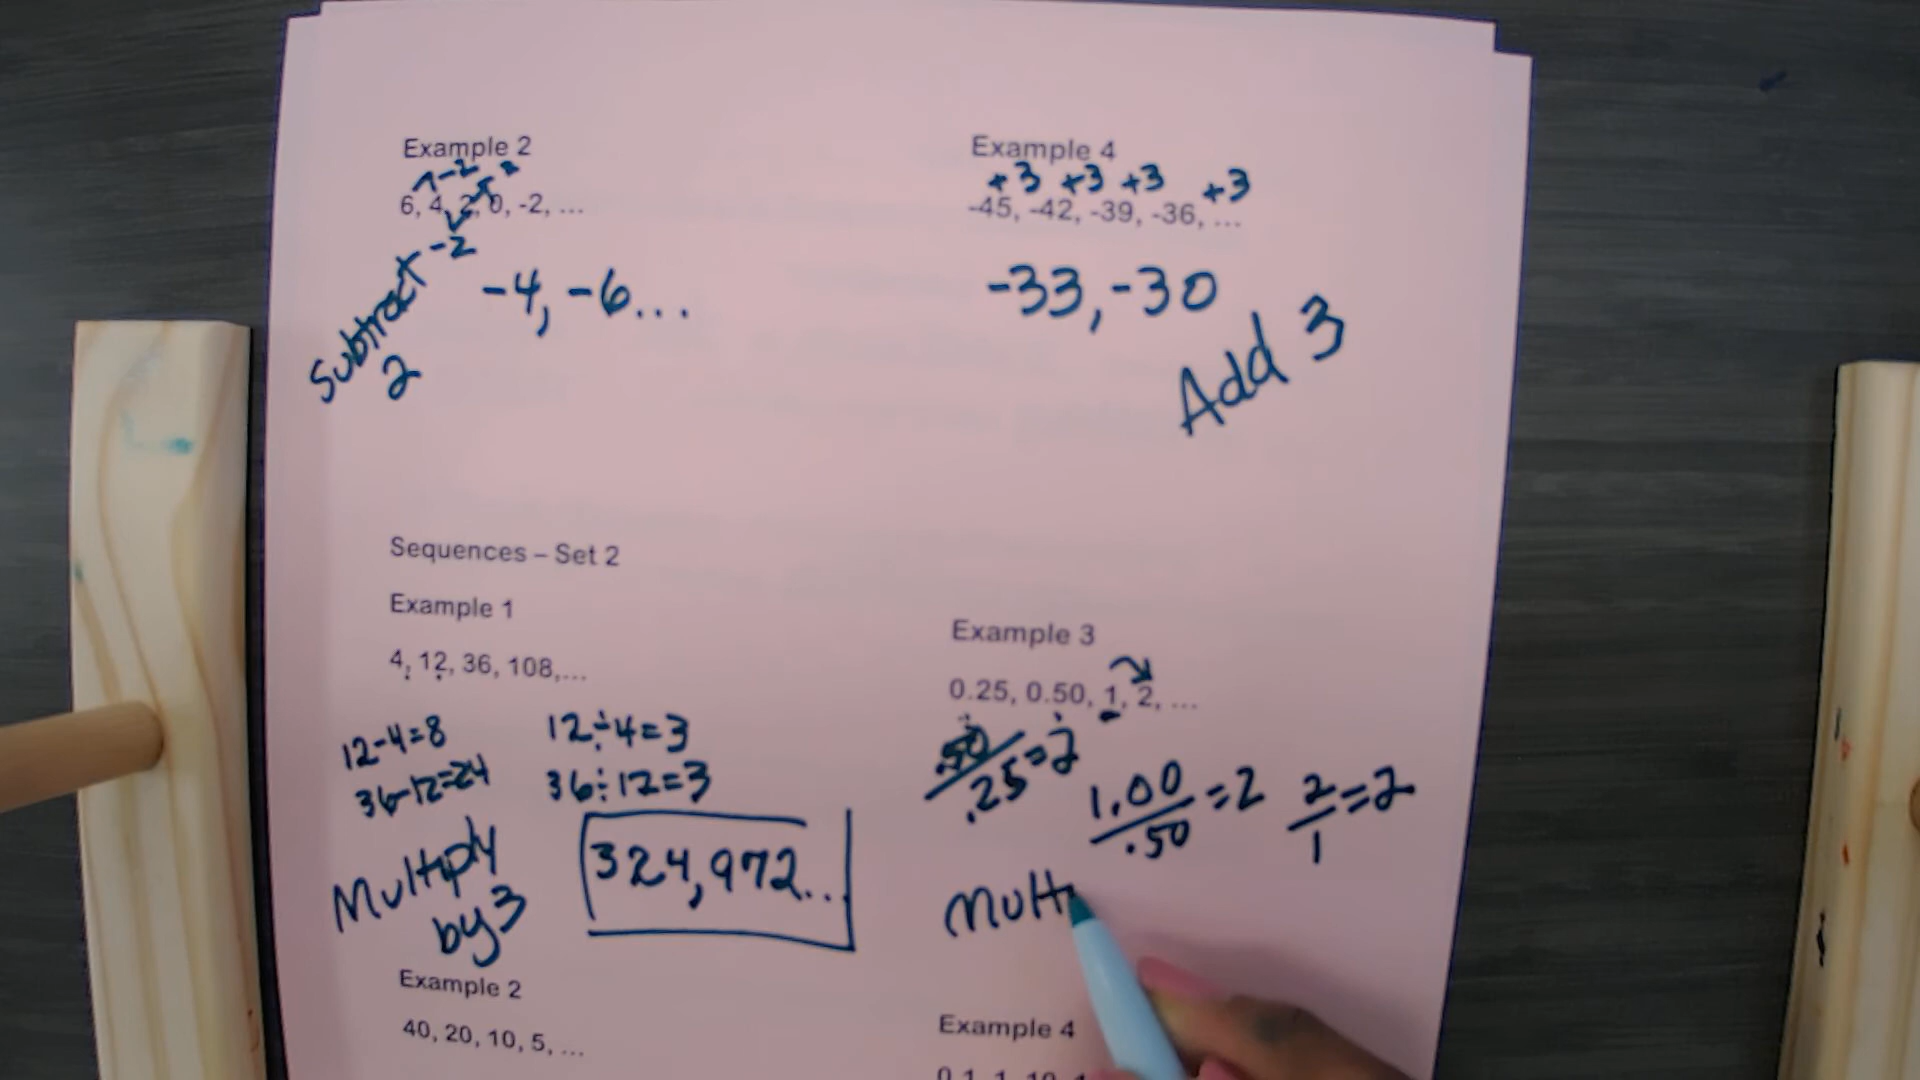 Example 2
-2
6, 4, 2, 0, -2, ...
-2
Subtract
2
-4, -6...
Example 4
+3 +3 +3 +3
-45, -42, -39, -36, ...
-33, -30
Add 3
Sequences – Set 2
Example 1
4, 12, 36, 108,...
12-4=8
36-12=24
12÷4=3
36÷12=3
Multiply
by 3
324,972...
Example 2
40, 20, 10, 5, ...
Example 3
0.25, 0.50, 1, 2, ...
.50
.25
=2
1.00
.50
=2
2
1
=2
Multi
Example 4